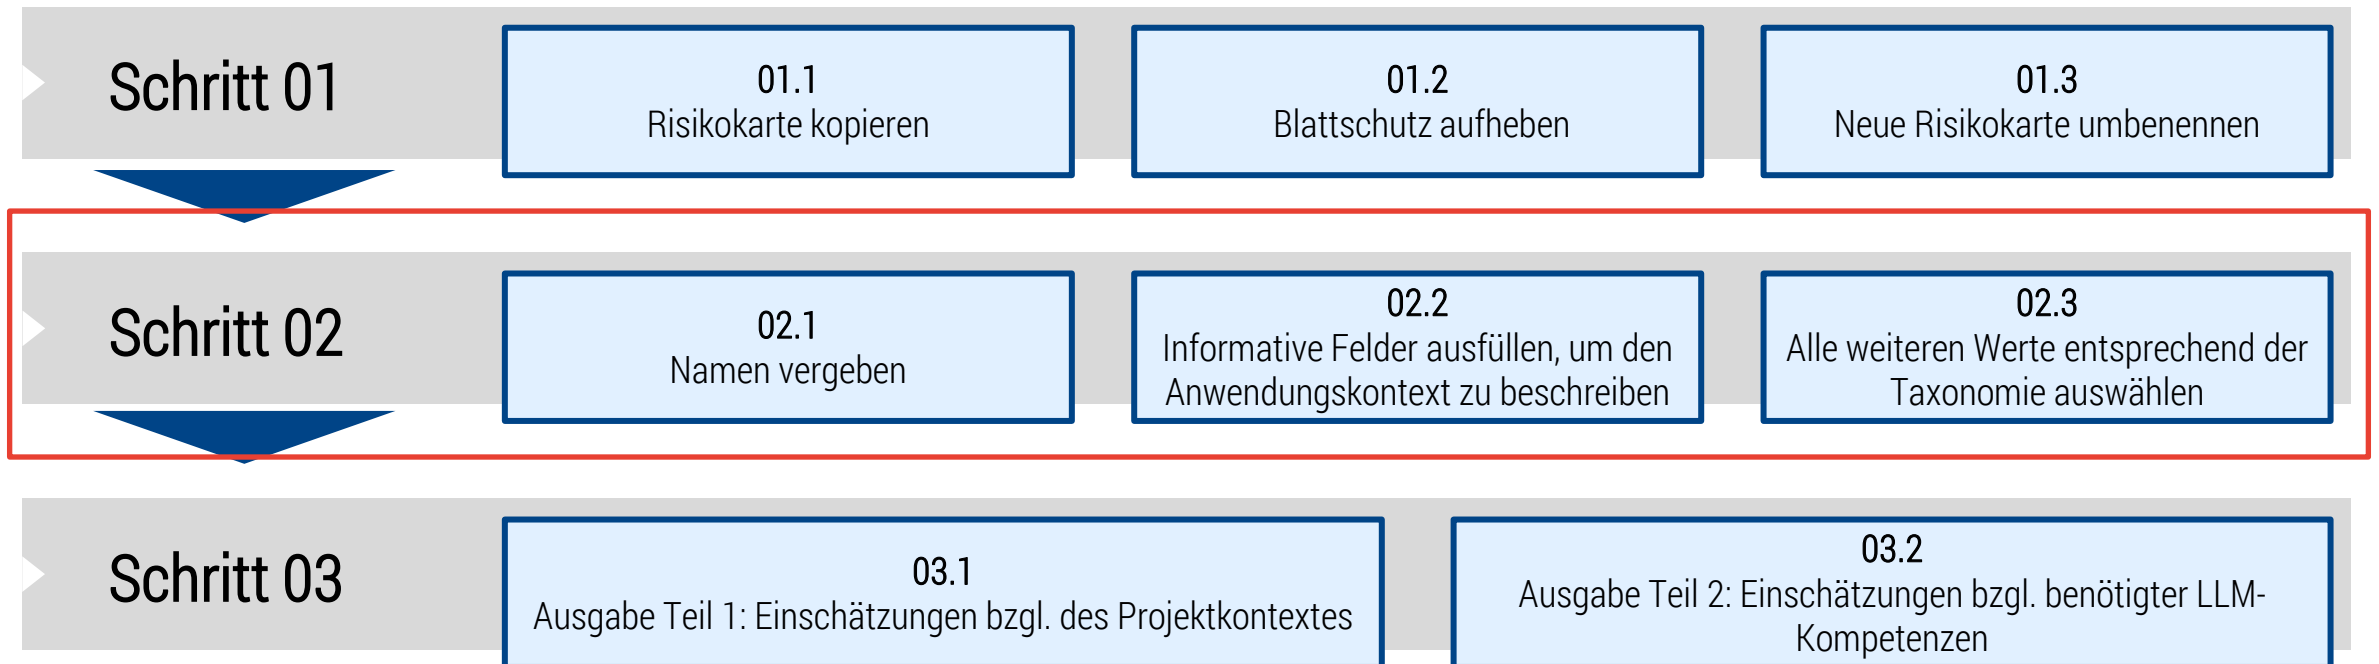 Schritt 01
01.1
Risikokarte kopieren
01.2
Blattschutz aufheben
01.3
Neue Risikokarte umbenennen
Schritt 02
02.1
Namen vergeben
02.2
Informative Felder ausfüllen, um den
Anwendungskontext zu beschreiben
02.3
Alle weiteren Werte entsprechend der
Taxonomie auswählen
Schritt 03
03.1
Ausgabe Teil 1: Einschätzungen bzgl. des Projektkontextes
03.2
Ausgabe Teil 2: Einschätzungen bzgl. benötigter LLM-
Kompetenzen